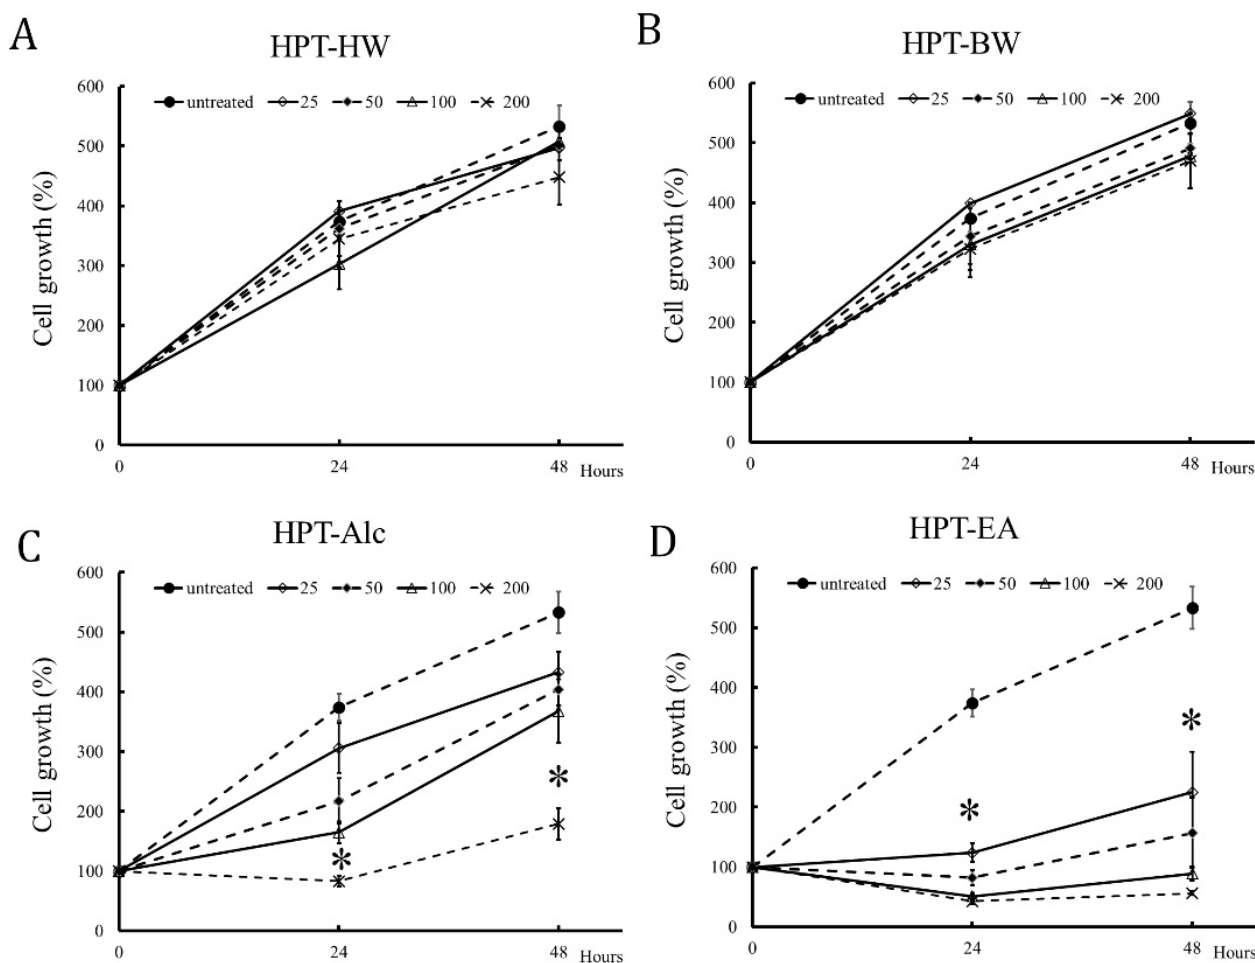 A
HPT-HW
untreated 25 50 100 200
Cell growth (%)
600
500
400
300
200
100
0
0 24 48 Hours
B
HPT-BW
untreated 25 50 100 200
Cell growth (%)
600
500
400
300
200
100
0
0 24 48 Hours
C
HPT-Alc
untreated 25 50 100 200
Cell growth (%)
600
500
400
300
200
100
0
*
*
0 24 48 Hours
D
HPT-EA
untreated 25 50 100 200
Cell growth (%)
600
500
400
300
200
100
0
*
*
0 24 48 Hours